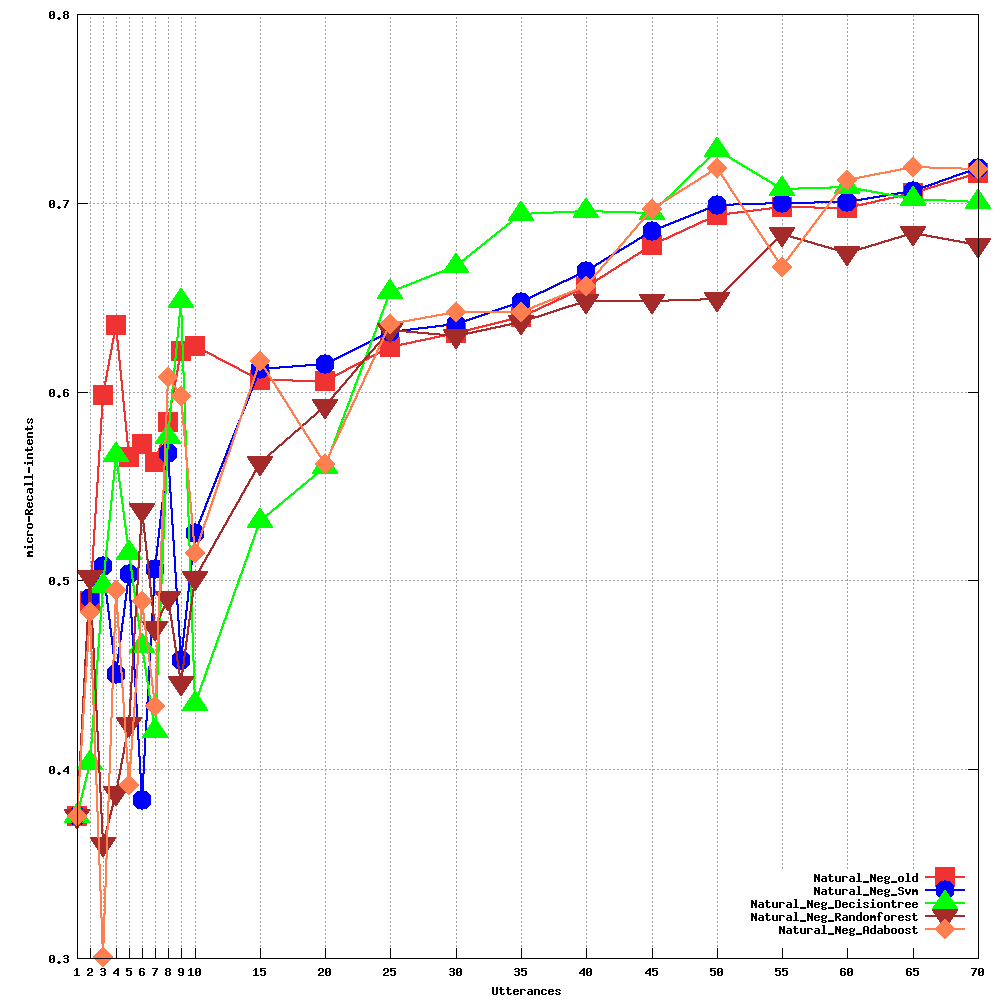 0.8
0.7
0.6
0.5
0.4
0.3
micro-Recall-intents
1 2 3 4 5 6 7 8 9 10 15 20 25 30 35 40 45 50 55 60 65 70
Utterances
Natural_Neg_old
Natural_Neg_Svm
Natural_Neg_Decisiontree
Natural_Neg_Randomforest
Natural_Neg_Adaboost